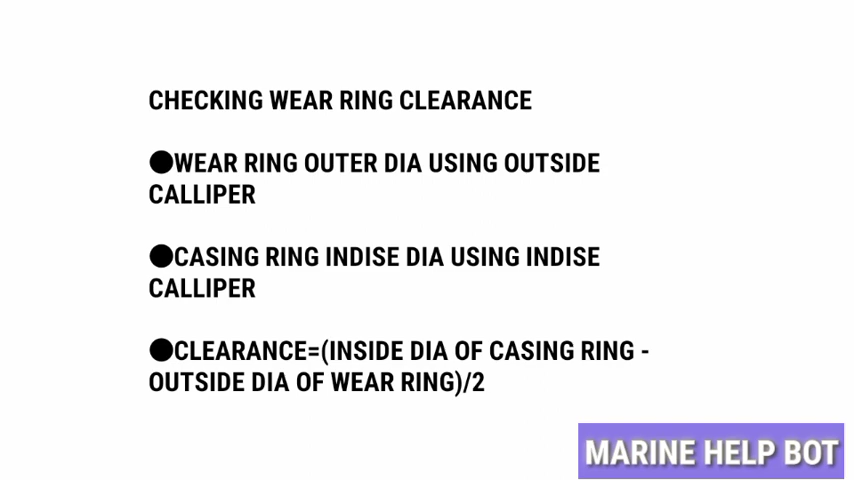 CHECKING WEAR RING CLEARANCE
●WEAR RING OUTER DIA USING OUTSIDE
CALLIPER
●CASING RING INDISE DIA USING INDISE
CALLIPER
●CLEARANCE=(INSIDE DIA OF CASING RING -
OUTSIDE DIA OF WEAR RING)/2
MARINE HELP BOT